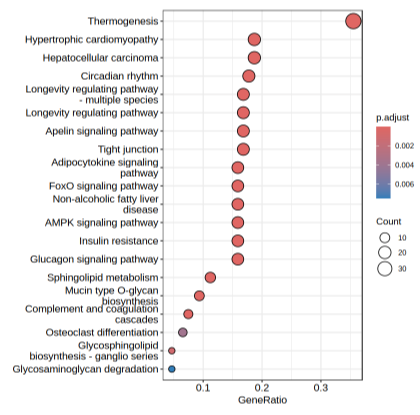 Thermogenesis
Hypertrophic cardiomyopathy
Hepatocellular carcinoma
Circadian rhythm
Longevity regulating pathway
- multiple species
Longevity regulating pathway
Apelin signaling pathway
Tight junction
Adipocytokine signaling
pathway
FoxO signaling pathway
Non-alcoholic fatty liver
disease
AMPK signaling pathway
Insulin resistance
Glucagon signaling pathway
Sphingolipid metabolism
Mucin type O-glycan
biosynthesis
Complement and coagulation
cascades
Osteoclast differentiation
Glycosphingolipid
biosynthesis - ganglio series
Glycosaminoglycan degradation
0.1 0.2 0.3
GeneRatio
p.adjust
0.002
0.004
0.006
Count
10
20
30